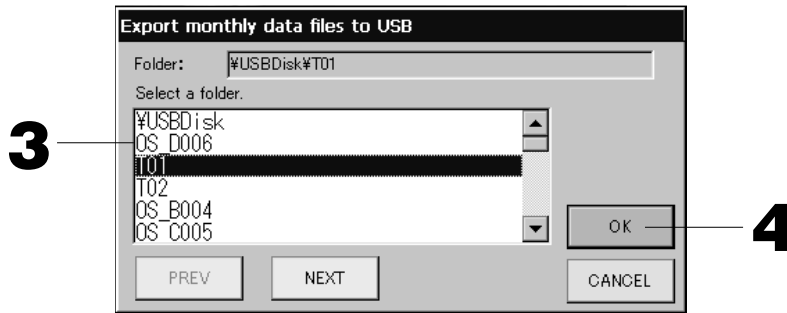 Export monthly data files to USB
Folder: ¥USBDisk¥T01
Select a folder.
¥USBDisk
OS_D006
T01
T02
OS_B004
OS_C005
3
OK
4
PREV NEXT CANCEL